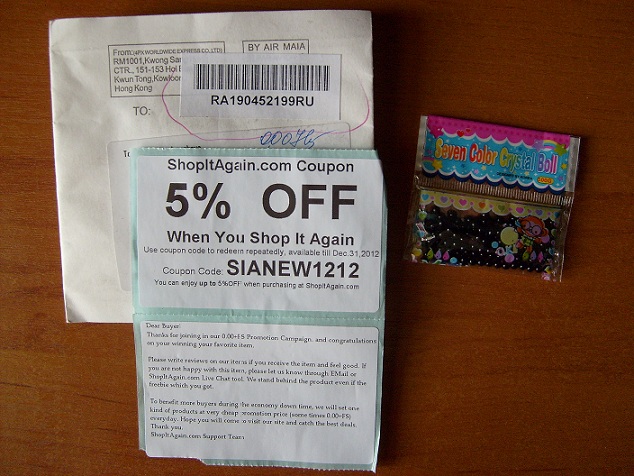 From:(4PX WORLDWIDE EXPRESS CO.,LTD)
RM1001,Kwong San
CTR., 151-153 Hoi
Kwun Tong,Kowloon
Hong Kong
BY AIR MAIA
RA190452199RU
TO:
To
ShopItAgain.com Coupon
5% OFF
When You Shop It Again
Use coupon code to redeem repeatedly, available till Dec.31,2012
Coupon Code: SIANEW1212
You can enjoy up to 5%OFF when purchasing at ShopItAgain.com
Dear Buyer:
Thanks for joining in our 0.00+FS Promotion Campaign, and congratulations
on your winning your favorite item.
Please write reviews on our items if you receive the item and feel good. If
you are not happy with this item, please let us know through EMail or
ShopItAgain.com Live Chat tool. We stand behind the product even if the
freebie which you got.
To benefit more buyers during the economy down time, we will set one
kind of products at very cheap promotion price (some times 0.00+FS)
everyday. Hope you will come to visit our site and catch the best deals.
Thank you.
ShopItAgain.com Support Team
Seven Color Crystal Boll